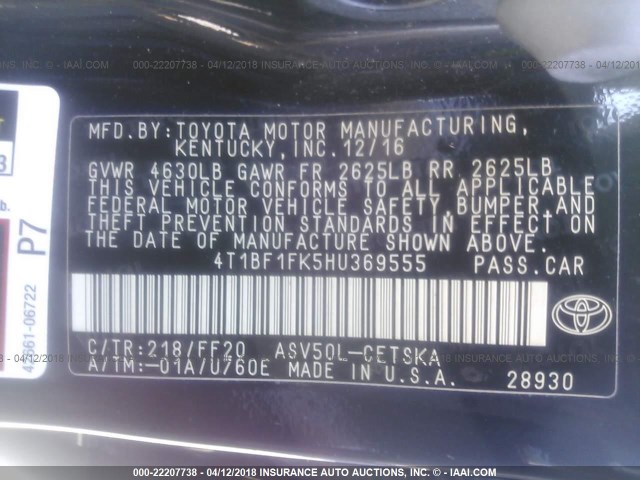 000-22207738 - 04/12/2018 INSURANCE AUTO AUCTIONS, INC. - © IAAI.COM
MFD.BY: TOYOTA MOTOR MANUFACTURING,
KENTUCKY, INC. 12/16
GVWR 4630LB GAWR FR 2625LB RR 2625LB
THIS VEHICLE CONFORMS TO ALL APPLICABLE
FEDERAL MOTOR VEHICLE SAFETY, BUMPER, AND
THEFT PREVENTION STANDARDS IN EFFECT ON
THE DATE OF MANUFACTURE SHOWN ABOVE.
4T1BF1FK5HU369555 PASS.CAR
C/TR:218/FF20 ASV50L-CETSKA
A/TM:-01A/U760E MADE IN U.S.A. 28930
TOYOTA
3
b.
P7
06722
000-22207738 - 04/12/2018 INSURANCE AUTO AUCTIONS, INC. - © IAAI.COM